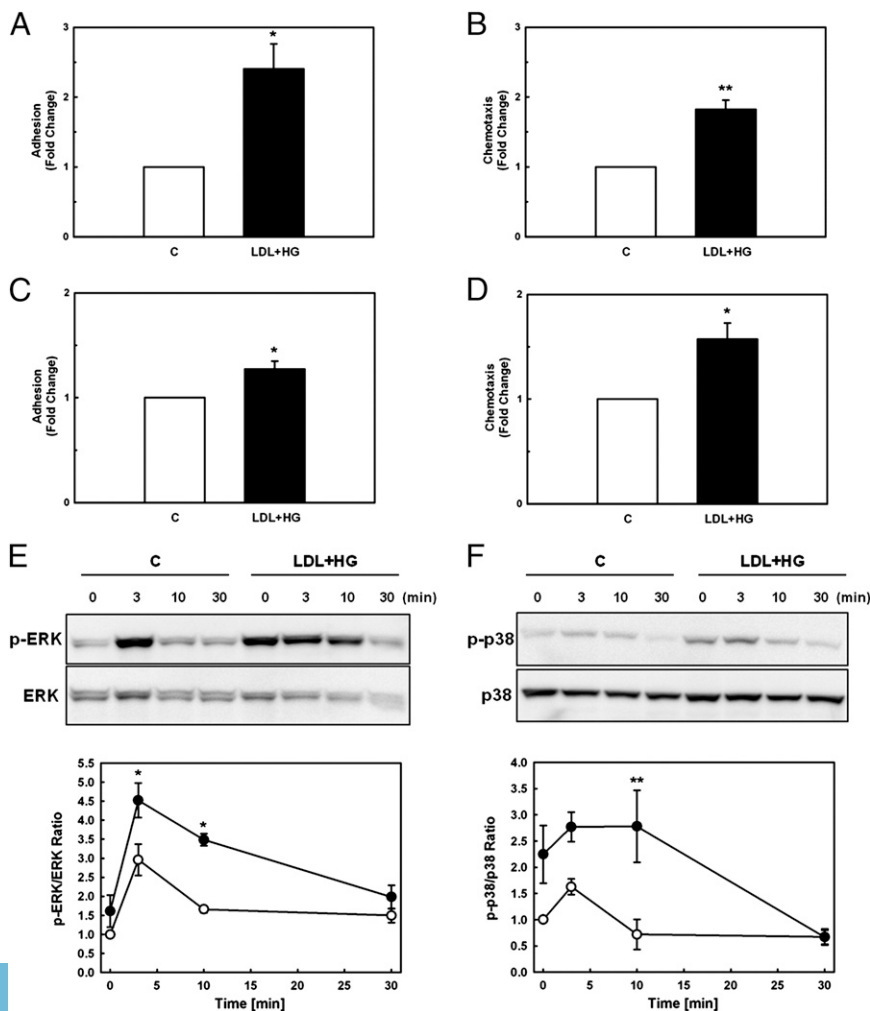 A
B
3
2
1
0
Adhesion
(Fold Change)
*
C
LDL+HG
3
2
1
0
Chemotaxis
(Fold Change)
**
C
LDL+HG
C
D
2
1
0
Adhesion
(Fold Change)
*
C
LDL+HG
2
1
0
Chemotaxis
(Fold Change)
*
C
LDL+HG
E
C LDL+HG
0 3 10 30 0 3 10 30 (min)
p-ERK
ERK
5.5
5.0
4.5
4.0
3.5
3.0
2.5
2.0
1.5
1.0
0.5
0.0
p-ERK/ERK Ratio
*
*
0 5 10 15 20 25 30
Time [min]
F
C LDL+HG
0 3 10 30 0 3 10 30 (min)
p-p38
p38
4.0
3.5
3.0
2.5
2.0
1.5
1.0
0.5
0.0
p-p38/p38 Ratio
**
0 5 10 15 20 25 30
Time [min]